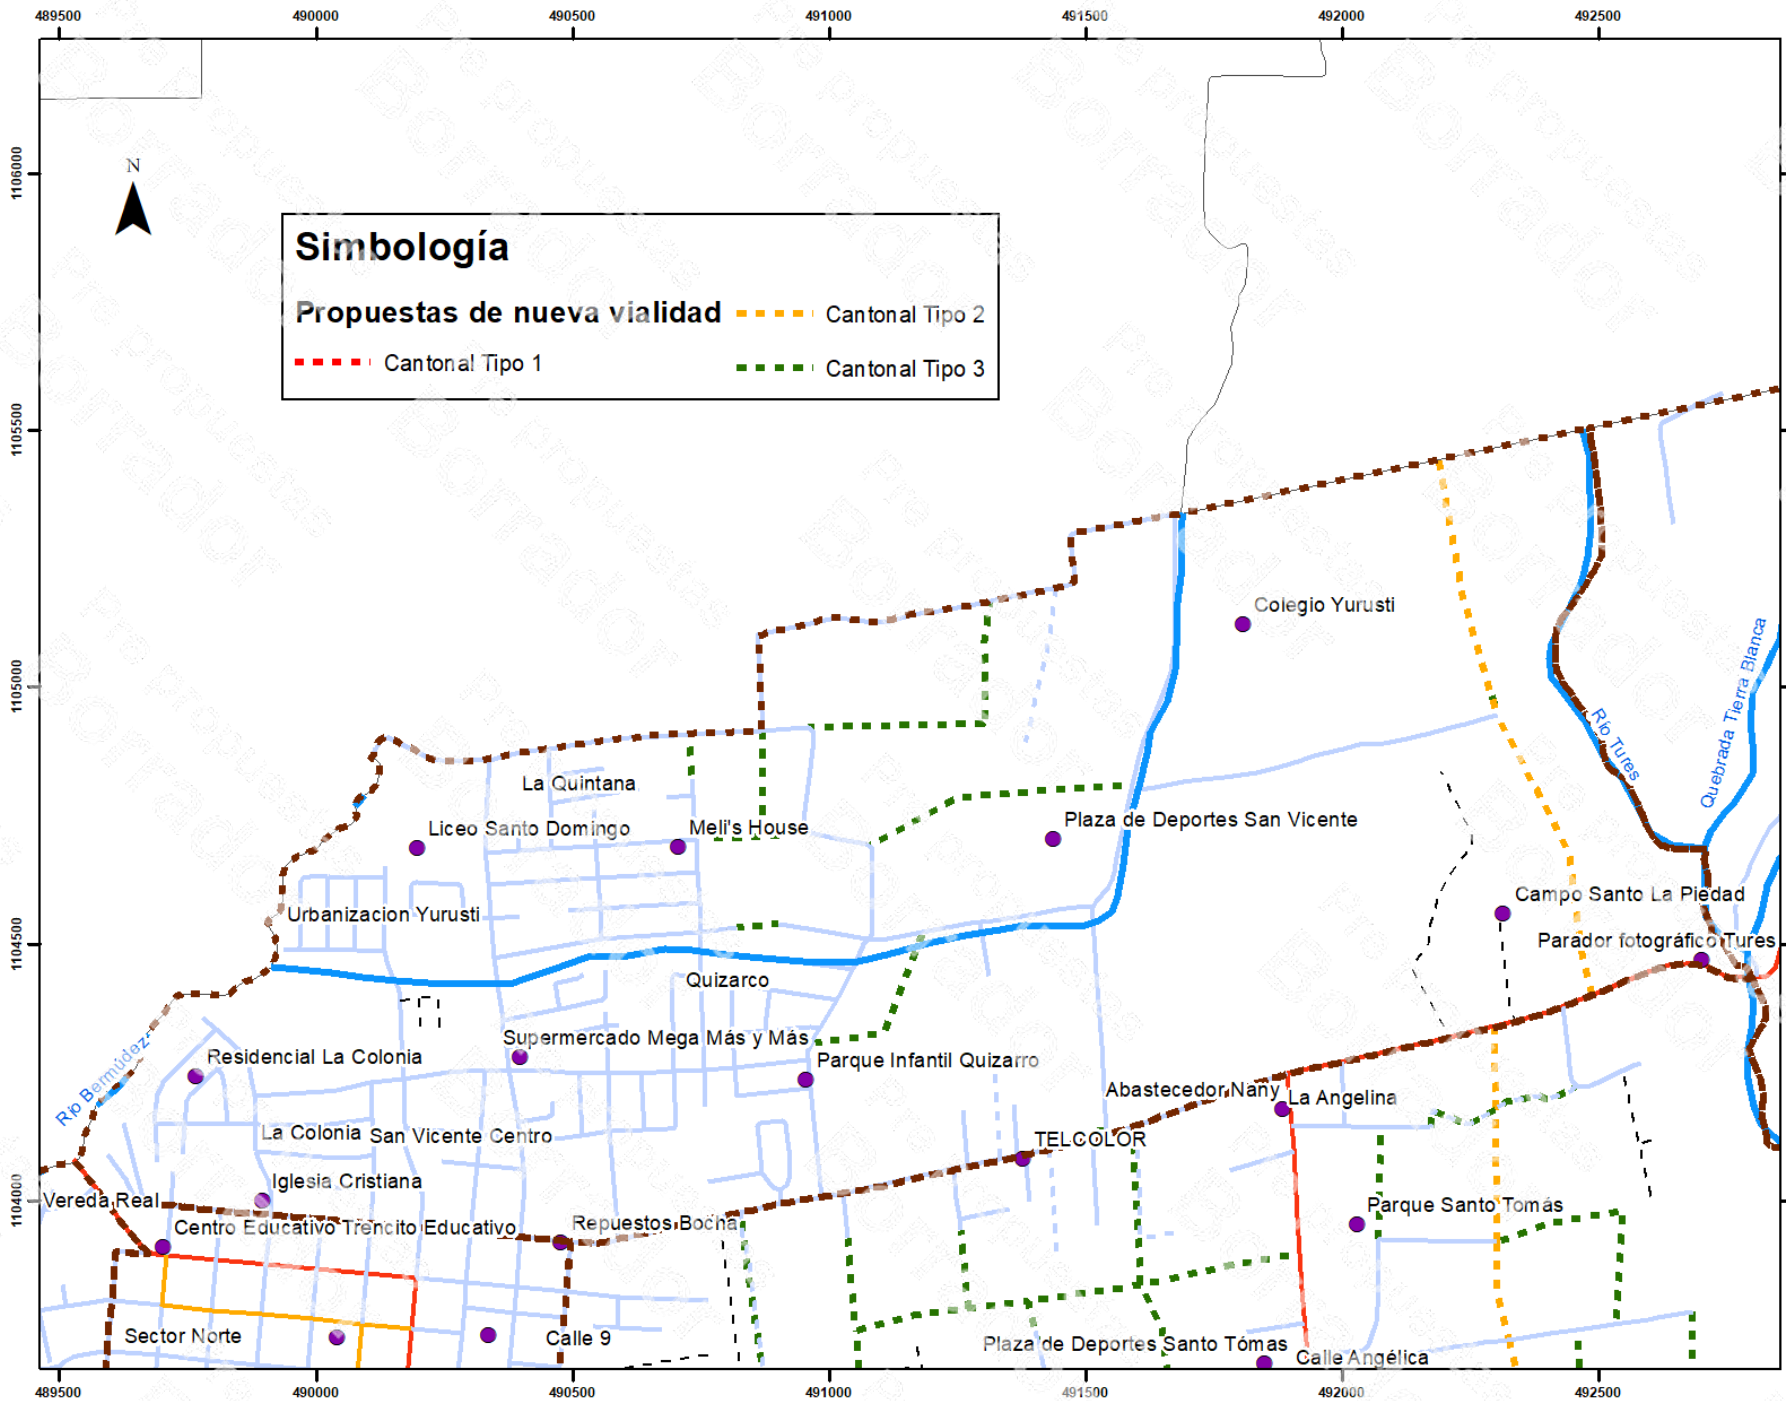 489500 490000 490500 491000 491500 492000 492500
1106000
N
Simbología
Propuestas de nueva vialidad
Cantonal Tipo 2
Cantonal Tipo 1
Cantonal Tipo 3
1105500
Colegio Yurusti
1105000
Río Tures
Quebrada Tierra Blanca
La Quintana
Liceo Santo Domingo
Meli's House
Plaza de Deportes San Vicente
Campo Santo La Piedad
Urbanizacion Yurusti
1104500
Parador fotográfico Tures
Quizarco
Supermercado Mega Más y Más
Residencial La Colonia
Parque Infantil Quizarro
Río Bermúdez
Abastecedor Nany
La Angelina
La Colonia
San Vicente Centro
TELCOLOR
Iglesia Cristiana
Vereda Real
1104000
Centro Educativo Trencito Educativo
Repuestos Bocha
Parque Santo Tomás
Sector Norte
Calle 9
Plaza de Deportes Santo Tómas
Calle Angélica
489500 490000 490500 491000 491500 492000 492500
Pre propuestas
Borrador